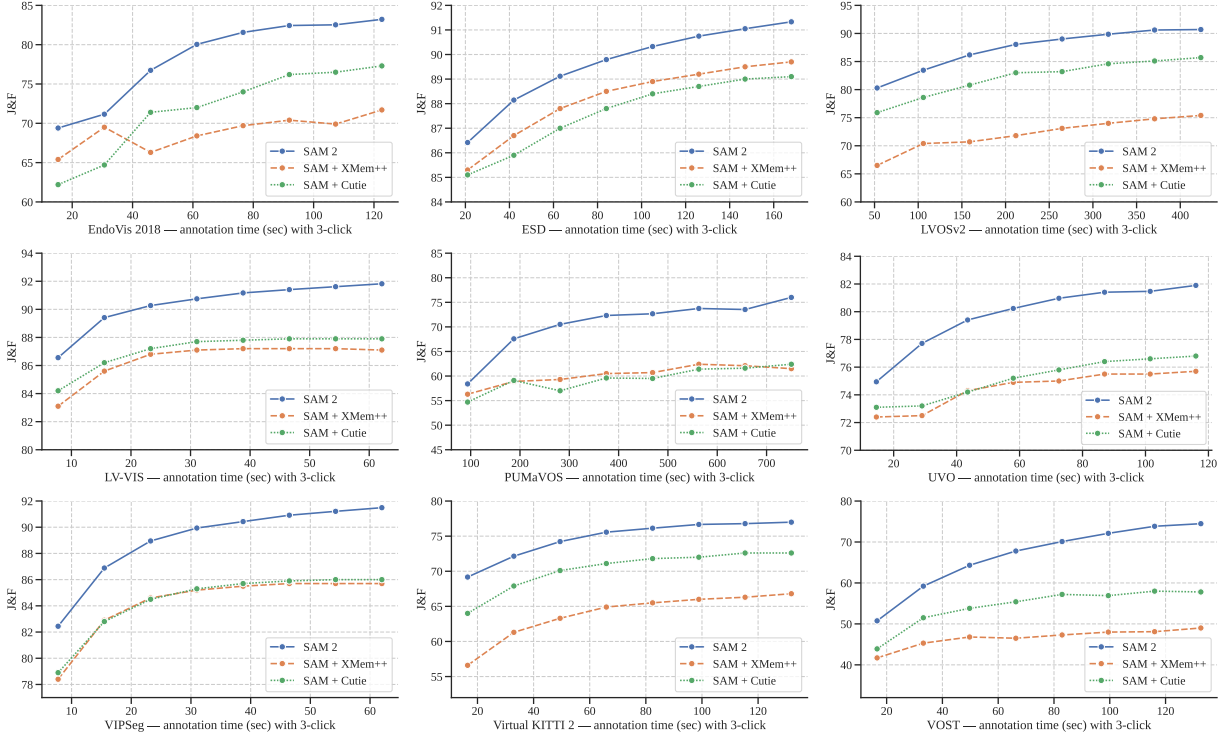 J&F
85
80
75
70
65
60
20 40 60 80 100 120
EndoVis 2018 — annotation time (sec) with 3-click
SAM 2
SAM + XMem++
SAM + Cutie
J&F
92
91
90
89
88
87
86
85
84
20 40 60 80 100 120 140 160
ESD — annotation time (sec) with 3-click
SAM 2
SAM + XMem++
SAM + Cutie
J&F
95
90
85
80
75
70
65
60
50 100 150 200 250 300 350 400
LVOSv2 — annotation time (sec) with 3-click
SAM 2
SAM + XMem++
SAM + Cutie
J&F
94
92
90
88
86
84
82
80
10 20 30 40 50 60
LV-VIS — annotation time (sec) with 3-click
SAM 2
SAM + XMem++
SAM + Cutie
J&F
85
80
75
70
65
60
55
50
45
100 200 300 400 500 600 700
PUMaVOS — annotation time (sec) with 3-click
SAM 2
SAM + XMem++
SAM + Cutie
J&F
84
82
80
78
76
74
72
70
20 40 60 80 100 120
UVO — annotation time (sec) with 3-click
SAM 2
SAM + XMem++
SAM + Cutie
J&F
92
90
88
86
84
82
80
78
10 20 30 40 50 60
VIPSeg — annotation time (sec) with 3-click
SAM 2
SAM + XMem++
SAM + Cutie
J&F
80
75
70
65
60
55
20 40 60 80 100 120
Virtual KITTI 2 — annotation time (sec) with 3-click
SAM 2
SAM + XMem++
SAM + Cutie
J&F
80
70
60
50
40
20 40 60 80 100 120
VOST — annotation time (sec) with 3-click
SAM 2
SAM + XMem++
SAM + Cutie